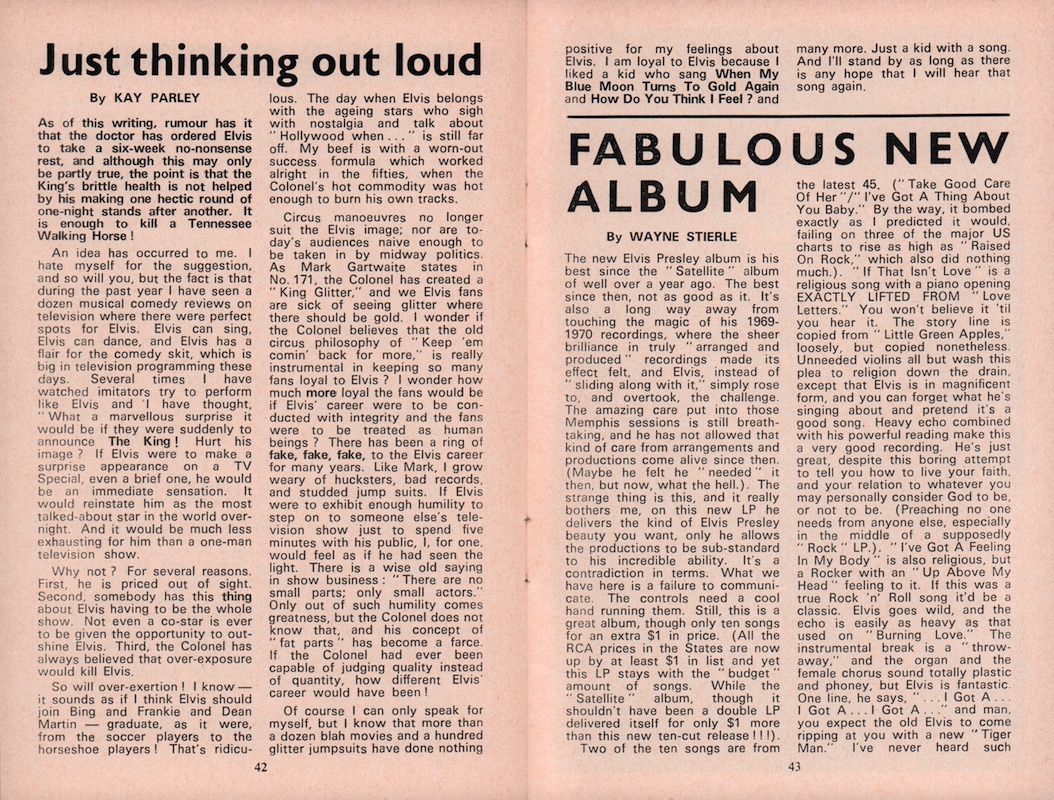 Just thinking out loud
By KAY PARLEY
As of this writing, rumour has it
that the doctor has ordered Elvis
to take a six-week no-nonsense
rest, and although this may only
be partly true, the point is that the
King's brittle health is not helped
by his making one hectic round of
one-night stands after another. It
is enough to kill a Tennessee
Walking Horse !
An idea has occurred to me. I
hate myself for the suggestion,
and so will you, but the fact is that
during the past year I have seen a
dozen musical comedy reviews on
television where there were perfect
spots for Elvis. Elvis can sing,
Elvis can dance, and Elvis has a
flair for the comedy skit, which is
big in television programming these
days. Several times I have
watched imitators try to perform
like Elvis and I have thought,
"What a marvellous surprise it
would be if they were suddenly to
announce The King ! Hurt his
image ? If Elvis were to make a
surprise appearance on a TV
Special, even a brief one, he would
be an immediate sensation. It
would reinstate him as the most
talked-about star in the world over-
night. And it would be much less
exhausting for him than a one-man
television show.
Why not ? For several reasons.
First, he is priced out of sight.
Second, somebody has this thing
about Elvis having to be the whole
show. Not even a co-star is ever
to be given the opportunity to out-
shine Elvis. Third, the Colonel has
always believed that over-exposure
would kill Elvis.
So will over-exertion ! I know —
it sounds as if I think Elvis should
join Bing and Frankie and Dean
Martin — graduate, as it were,
from the soccer players to the
horseshoe players ! That's ridicu-
lous. The day when Elvis belongs
with the ageing stars who sigh
with nostalgia and talk about
"Hollywood when . . ." is still far
off. My beef is with a worn-out
success formula which worked
alright in the fifties, when the
Colonel's hot commodity was hot
enough to burn his own tracks.
Circus manoeuvres no longer
suit the Elvis image; nor are to-
day's audiences naive enough to
be taken in by midway politics.
As Mark Gartwaite states in
No. 171, the Colonel has created a
"King Glitter," and we Elvis fans
are sick of seeing glitter where
there should be gold. I wonder if
the Colonel believes that the old
circus philosophy of "Keep 'em
comin' back for more," is really
instrumental in keeping so many
fans loyal to Elvis ? I wonder how
much more loyal the fans would be
if Elvis' career were to be con-
ducted with integrity and the fans
were to be treated as human
beings ? There has been a ring of
fake, fake, fake, to the Elvis career
for many years. Like Mark, I grow
weary of hucksters, bad records,
and studded jump suits. If Elvis
were to exhibit enough humility to
step on to someone else's tele-
vision show just to spend five
minutes with his public, I, for one,
would feel as if he had seen the
light. There is a wise old saying
in show business : "There are no
small parts; only small actors."
Only out of such humility comes
greatness, but the Colonel does not
know that, and his concept of
"fat parts" has become a farce.
If the Colonel had ever been
capable of judging quality instead
of quantity, how different Elvis'
career would have been !
Of course I can only speak for
myself, but I know that more than
a dozen blah movies and a hundred
glitter jumpsuits have done nothing
42
positive for my feelings about
Elvis. I am loyal to Elvis because I
liked a kid who sang When My
Blue Moon Turns To Gold Again
and How Do You Think I Feel ? and
many more. Just a kid with a song.
And I'll stand by as long as there
is any hope that I will hear that
song again.
FABULOUS NEW
ALBUM
By WAYNE STIERLE
The new Elvis Presley album is his
best since the "Satellite" album
of well over a year ago. The best
since then, not as good as it. It's
also a long way away from
touching the magic of his 1969-
1970 recordings, where the sheer
brilliance in truly "arranged and
produced" recordings made its
effect felt, and Elvis, instead of
"sliding along with it," simply rose
to, and overtook, the challenge.
The amazing care put into those
Memphis sessions is still breath-
taking, and he has not allowed that
kind of care from arrangements and
productions come alive since then.
(Maybe he felt he "needed" it
then, but now, what the hell.). The
strange thing is this, and it really
bothers me, on this new LP he
delivers the kind of Elvis Presley
beauty you want, only he allows
the productions to be sub-standard
to his incredible ability. It's a
contradiction in terms. What we
have here is a failure to communi-
cate. The controls need a cool
hand running them. Still, this is a
great album, though only ten songs
for an extra $1 in price. (All the
RCA prices in the States are now
up by at least $1 in list and yet
this LP stays with the "budget"
amount of songs. While the
"Satellite" album, though it
shouldn't have been a double LP
delivered itself for only $1 more
than this new ten-cut release ! ! !).
Two of the ten songs are from
the latest 45. ("Take Good Care
Of Her"/"I've Got A Thing About
You Baby." By the way, it bombed
exactly as I predicted it would,
failing on three of the major US
charts to rise as high as "Raised
On Rock," which also did nothing
much.). "If That Isn't Love" is a
religious song with a piano opening
EXACTLY LIFTED FROM "Love
Letters." You won't believe it 'til
you hear it. The story line is
copied from "Little Green Apples,"
loosely, but copied nonetheless.
Unneeded violins all but wash this
plea to religion down the drain,
except that Elvis is in magnificent
form, and you can forget what he's
singing about and pretend it's a
good song. Heavy echo combined
with his powerful reading make this
a very good recording. He's just
great, despite this boring attempt
to tell you how to live your faith,
and your relation to whatever you
may personally consider God to be,
or not to be. (Preaching no one
needs from anyone else, especially
in the middle of a supposedly
"Rock" LP.). "I've Got A Feeling
In My Body" is also religious, but
a Rocker with an "Up Above My
Head" feeling to it. If this was a
true Rock 'n' Roll song it'd be a
classic. Elvis goes wild, and the
echo is easily as heavy as that
used on "Burning Love." The
instrumental break is a "throw-
away," and the organ and the
female chorus sound totally plastic
and phoney, but Elvis is fantastic.
One line, he says, ". . . I Got A . . .
I Got A . . . I Got A . . ." and man,
you expect the old Elvis to come
ripping at you with a new "Tiger
Man." I've never heard such
43